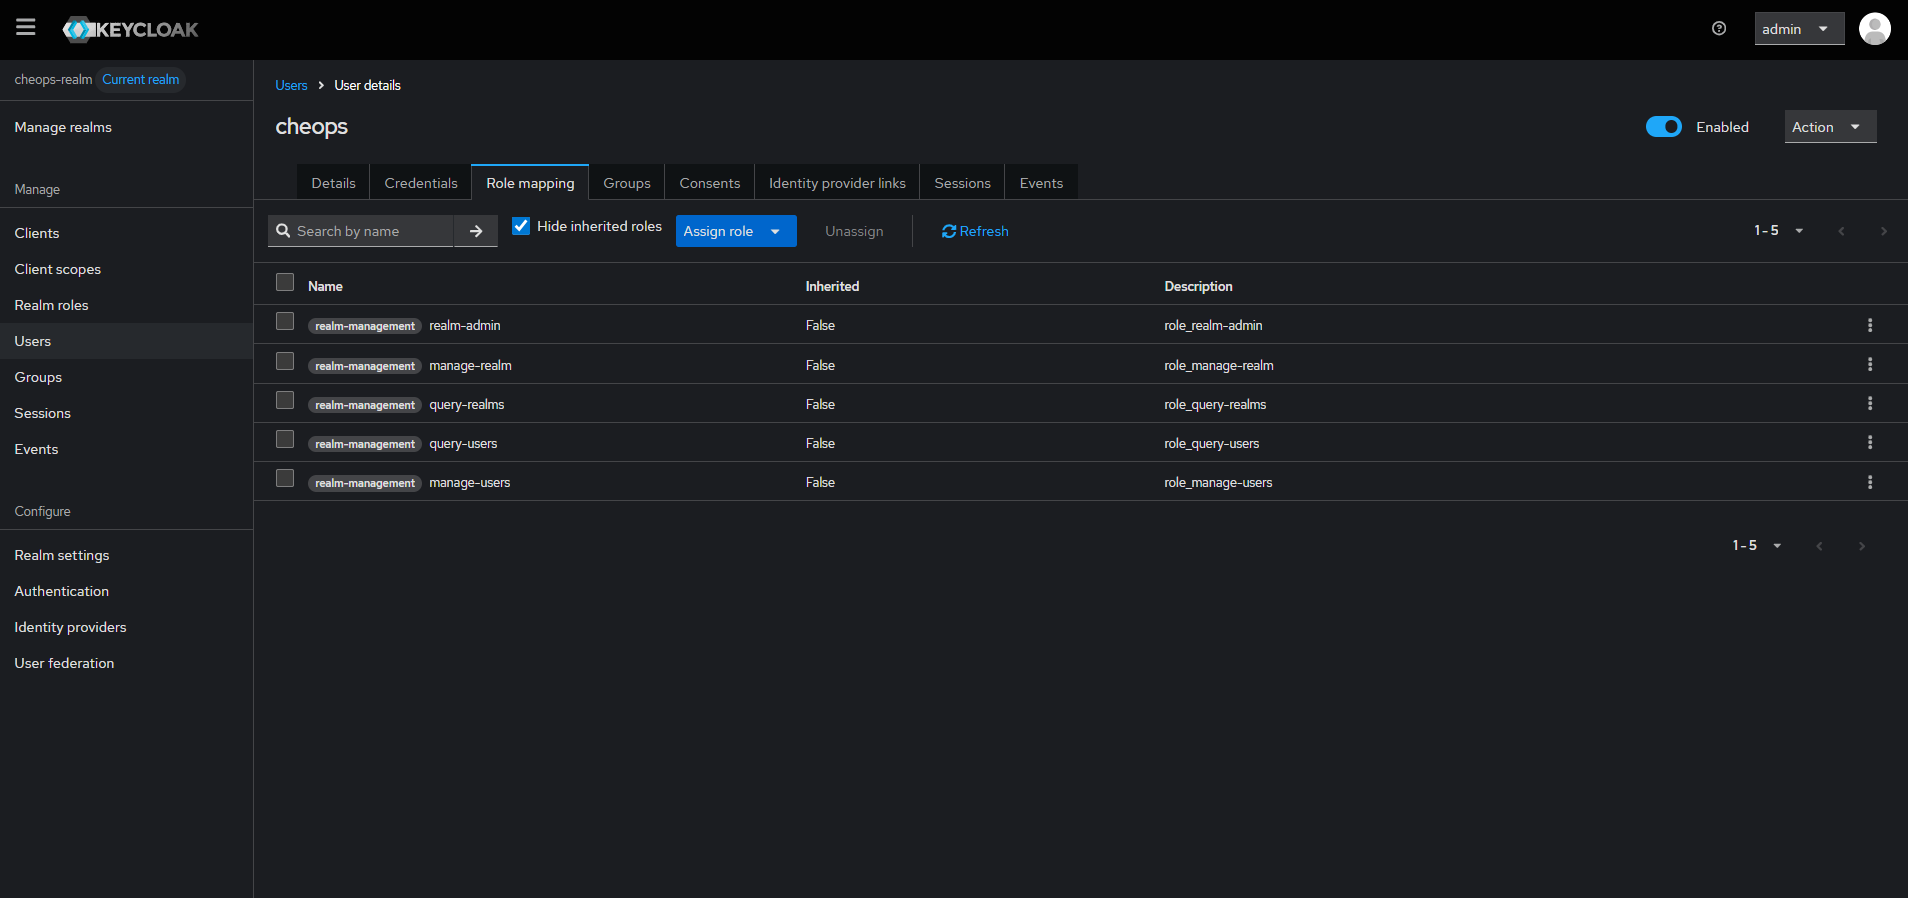 KEYCLOAK
admin
cheops-realm Current realm
Manage realms
Manage
Clients
Client scopes
Realm roles
Users
Groups
Sessions
Events
Configure
Realm settings
Authentication
Identity providers
User federation
Users > User details
cheops
Enabled
Action
Details Credentials Role mapping Groups Consents Identity provider links Sessions Events
Search by name Hide inherited roles Assign role Unassign Refresh 1 - 5
Name Inherited Description
realm-management realm-admin False role_realm-admin
realm-management manage-realm False role_manage-realm
realm-management query-realms False role_query-realms
realm-management query-users False role_query-users
realm-management manage-users False role_manage-users
1 - 5